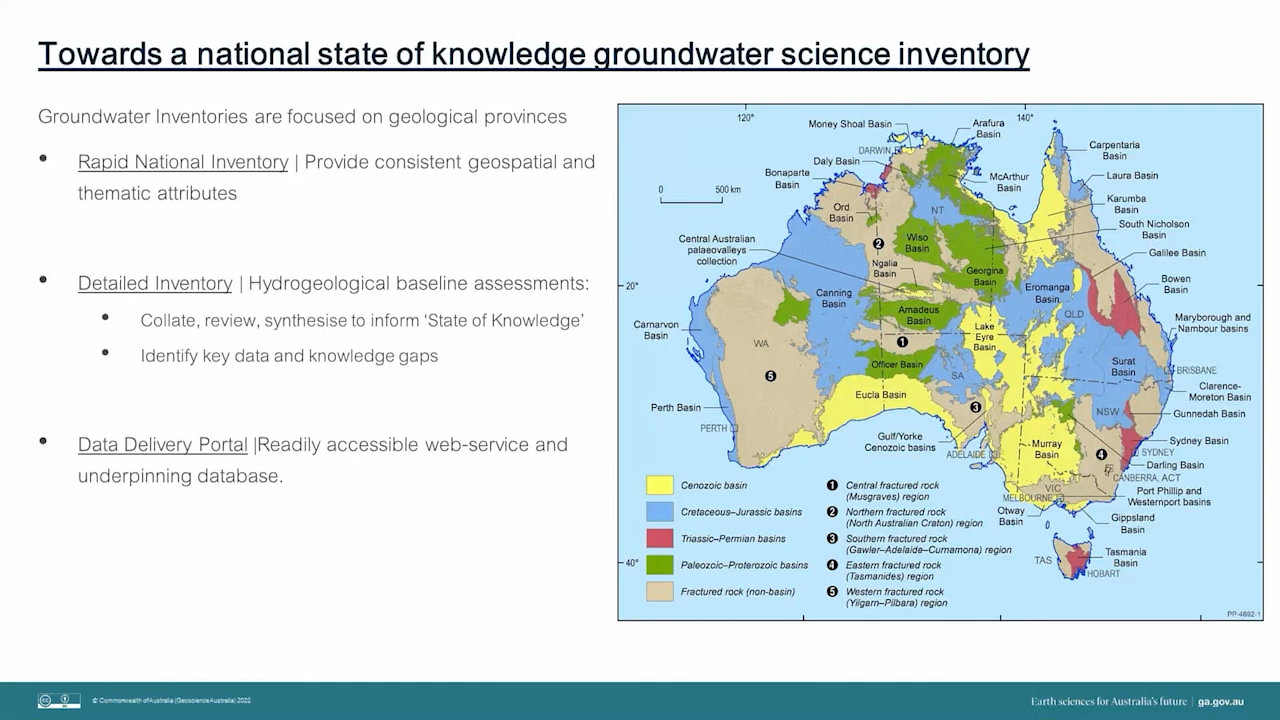 Towards a national state of knowledge groundwater science inventory
Groundwater Inventories are focused on geological provinces
• Rapid National Inventory | Provide consistent geospatial and
thematic attributes
• Detailed Inventory | Hydrogeological baseline assessments:
• Collate, review, synthesise to inform ‘State of Knowledge’
• Identify key data and knowledge gaps
• Data Delivery Portal |Readily accessible web-service and
underpinning database.
120°
140°
20°
40°
0
500 km
Money Shoal Basin
Arafura
Basin
DARWIN
Daly Basin
Bonaparte
Basin
Ord
Basin
Central Australian
palaeovalleys
collection
Carnarvon
Basin
Perth Basin
PERTH
WA
Canning
Basin
NT
Wiso
Basin
Ngalia
Basin
Georgina
Basin
Amadeus
Basin
Officer Basin
Eucla Basin
Lake
Eyre
Basin
SA
McArthur
Basin
Carpentaria
Basin
Laura Basin
Karumba
Basin
South Nicholson
Basin
Galilee Basin
Bowen
Basin
Eromanga
Basin
QLD
Maryborough and
Nambour basins
Surat
Basin
BRISBANE
Clarence-
Moreton Basin
NSW
Gunnedah Basin
Sydney Basin
SYDNEY
Darling Basin
CANBERRA, ACT
Murray
Basin
Gulf/Yorke
Cenozoic basins
ADELAIDE
VIC
MELBOURNE
Port Phillip and
Westernport basins
Otway
Basin
Gippsland
Basin
TAS
Tasmania
Basin
HOBART
1
2
3
4
5
Cenozoic basin
Cretaceous–Jurassic basins
Triassic–Permian basins
Paleozoic–Proterozoic basins
Fractured rock (non-basin)
1 Central fractured rock
(Musgraves) region
2 Northern fractured rock
(North Australian Craton) region
3 Southern fractured rock
(Gawler–Adelaide–Curnamona) region
4 Eastern fractured rock
(Tasmanides) region
5 Western fractured rock
(Yilgarn–Pilbara) region
PP-4692-1
© Commonwealth of Australia (Geoscience Australia) 2022
Earth sciences for Australia’s future | ga.gov.au